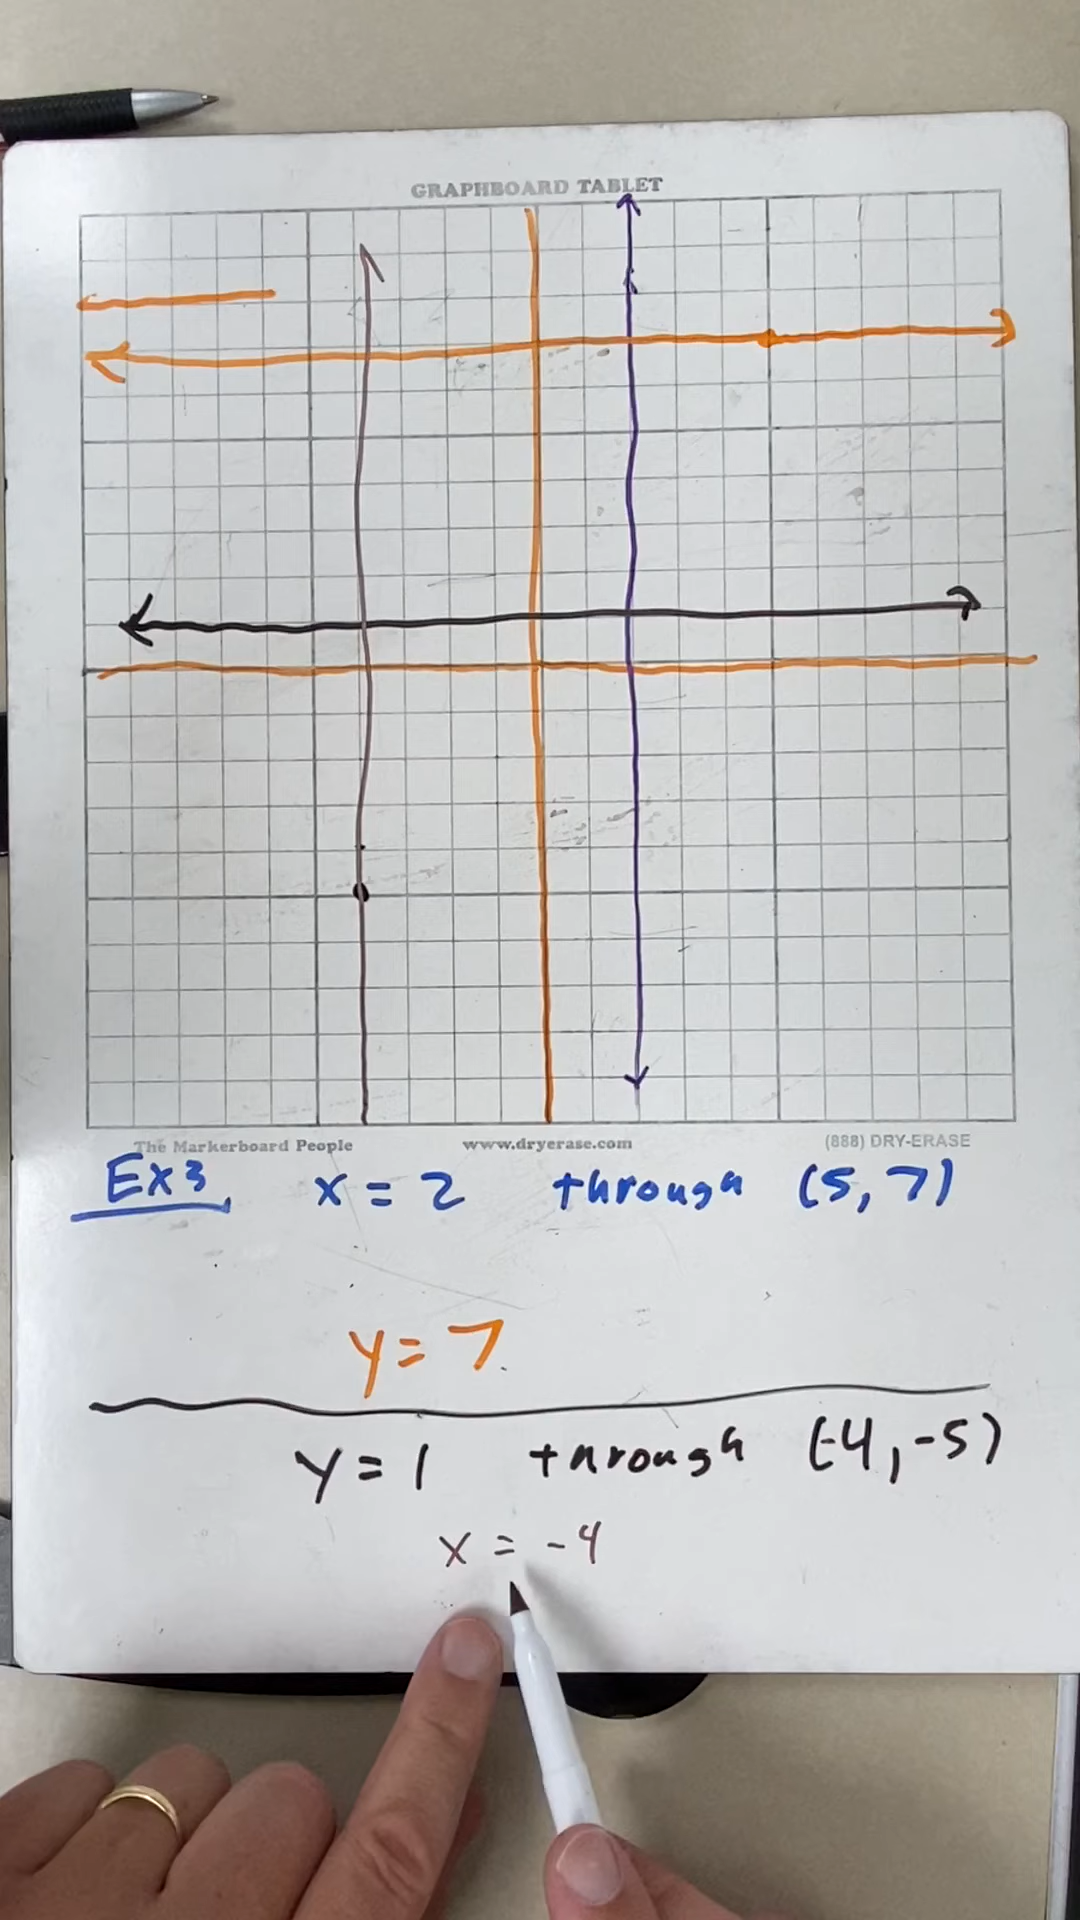 GRAPHBOARD TABLET
The Markerboard People www.dryerase.com (888) DRY-ERASE
Ex3. x = 2 through (5, 7)
y = 7
y = 1 through (-4, -5)
x = -4